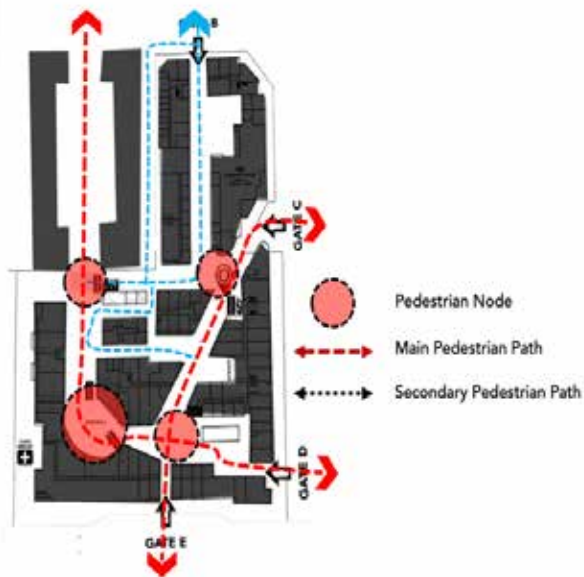 B
GATE C
Pedestrian Node
Main Pedestrian Path
Secondary Pedestrian Path
GATE D
GATE E